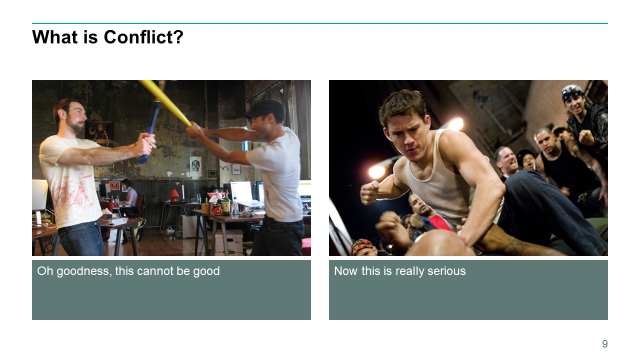 What is Conflict?
Oh goodness, this cannot be good
Now this is really serious
9